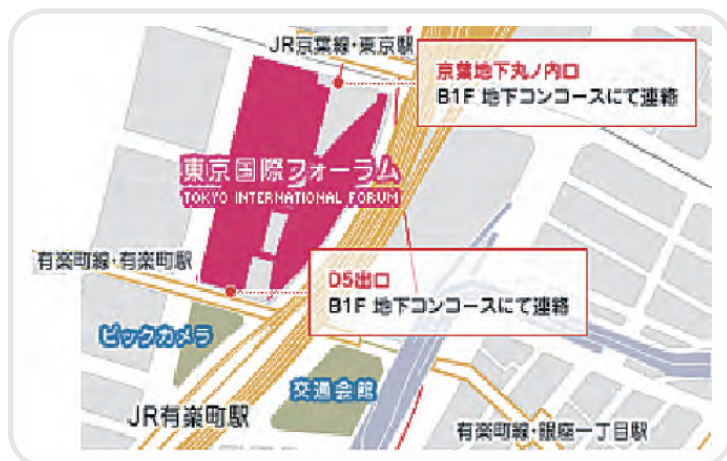 JR京葉線・東京駅
京葉地下丸ノ内口
B1F 地下コンコースにて連絡
東京国際フォーラム
TOKYO INTERNATIONAL FORUM
有楽町線・有楽町駅
D5出口
B1F 地下コンコースにて連絡
ビックカメラ
交通会館
JR有楽町駅
有楽町線・銀座一丁目駅